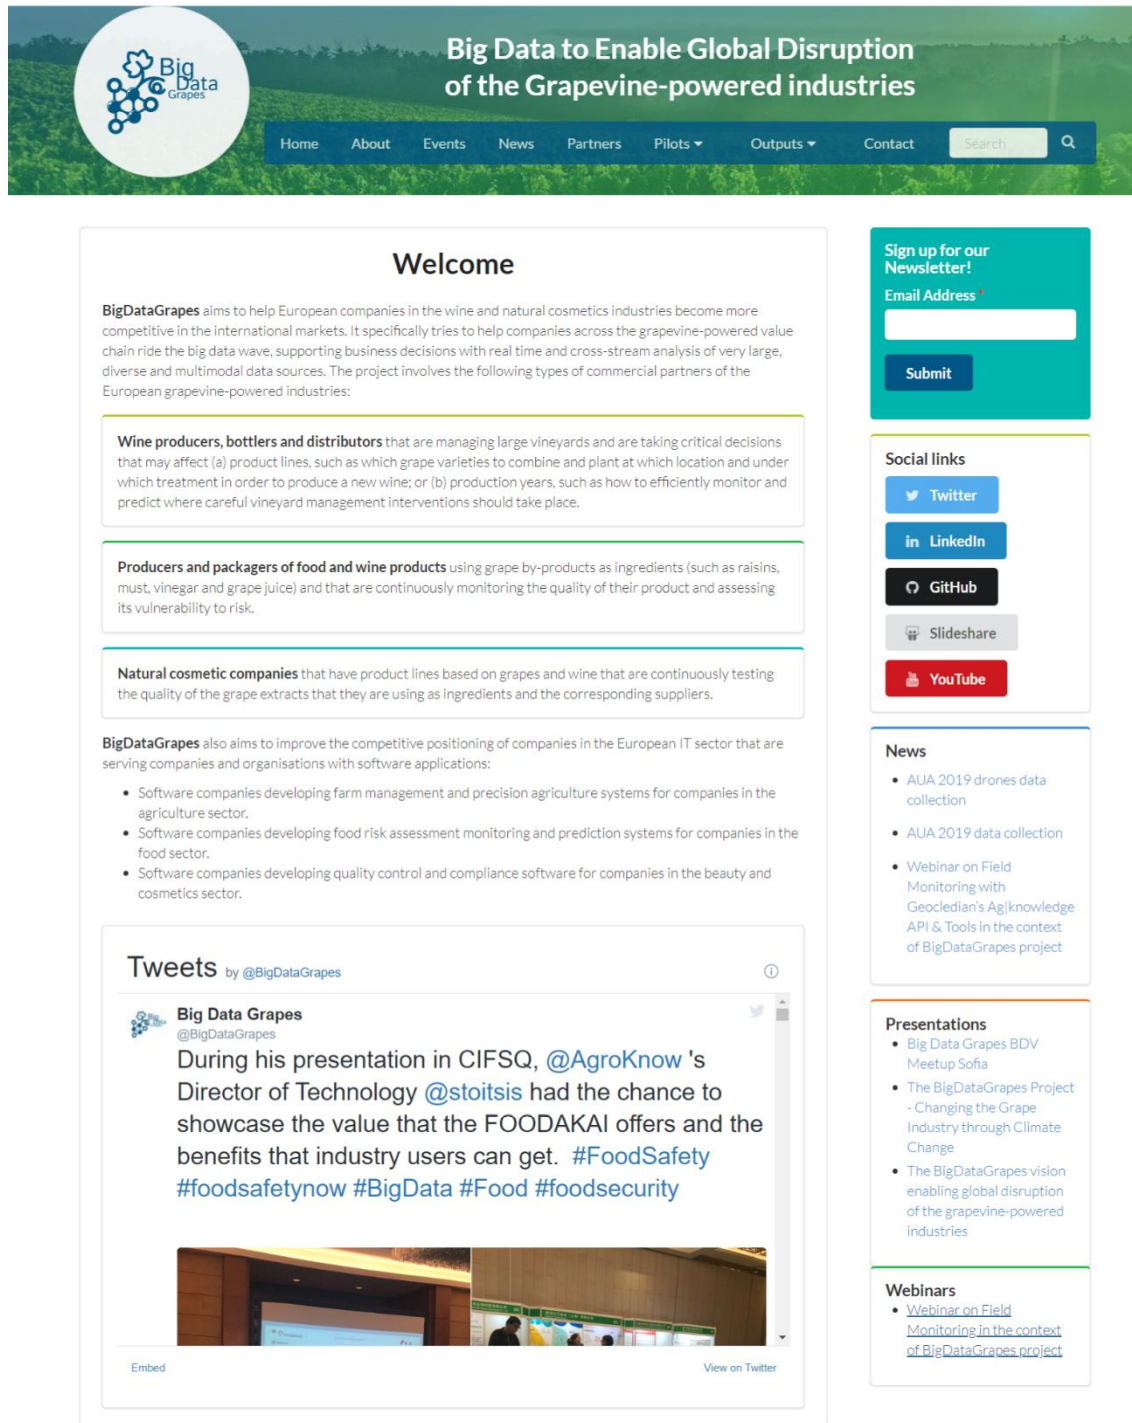 Big
Data
Grapes
Big Data to Enable Global Disruption
of the Grapevine-powered industries
Home About Events News Partners Pilots Outputs Contact Search
Welcome
BigDataGrapes aims to help European companies in the wine and natural cosmetics industries become more
competitive in the international markets. It specifically tries to help companies across the grapevine-powered value
chain ride the big data wave, supporting business decisions with real time and cross-stream analysis of very large,
diverse and multimodal data sources. The project involves the following types of commercial partners of the
European grapevine-powered industries:
Wine producers, bottlers and distributors that are managing large vineyards and are taking critical decisions
that may affect (a) product lines, such as which grape varieties to combine and plant at which location and under
which treatment in order to produce a new wine; or (b) production years, such as how to efficiently monitor and
predict where careful vineyard management interventions should take place.
Producers and packagers of food and wine products using grape by-products as ingredients (such as raisins,
must, vinegar and grape juice) and that are continuously monitoring the quality of their product and assessing
its vulnerability to risk.
Natural cosmetic companies that have product lines based on grapes and wine that are continuously testing
the quality of the grape extracts that they are using as ingredients and the corresponding suppliers.
BigDataGrapes also aims to improve the competitive positioning of companies in the European IT sector that are
serving companies and organisations with software applications:
• Software companies developing farm management and precision agriculture systems for companies in the
agriculture sector.
• Software companies developing food risk assessment monitoring and prediction systems for companies in the
food sector.
• Software companies developing quality control and compliance software for companies in the beauty and
cosmetics sector.
Tweets by @BigDataGrapes
Big Data Grapes
@BigDataGrapes
During his presentation in CIFSQ, @AgroKnow 's
Director of Technology @stoitsis had the chance to
showcase the value that the FOODAKAI offers and the
benefits that industry users can get. #FoodSafety
#foodsafetynow #BigData #Food #foodsecurity
Embed View on Twitter
Sign up for our
Newsletter!
Email Address *
Submit
Social links
Twitter
LinkedIn
GitHub
Slideshare
YouTube
News
• AUA 2019 drones data
collection
• AUA 2019 data collection
• Webinar on Field
Monitoring with
Geocledian's Ag|knowledge
API & Tools in the context
of BigDataGrapes project
Presentations
• Big Data Grapes BDV
Meetup Sofia
• The BigDataGrapes Project
- Changing the Grape
Industry through Climate
Change
• The BigDataGrapes vision
enabling global disruption
of the grapevine-powered
industries
Webinars
• Webinar on Field
Monitoring in the context
of BigDataGrapes project